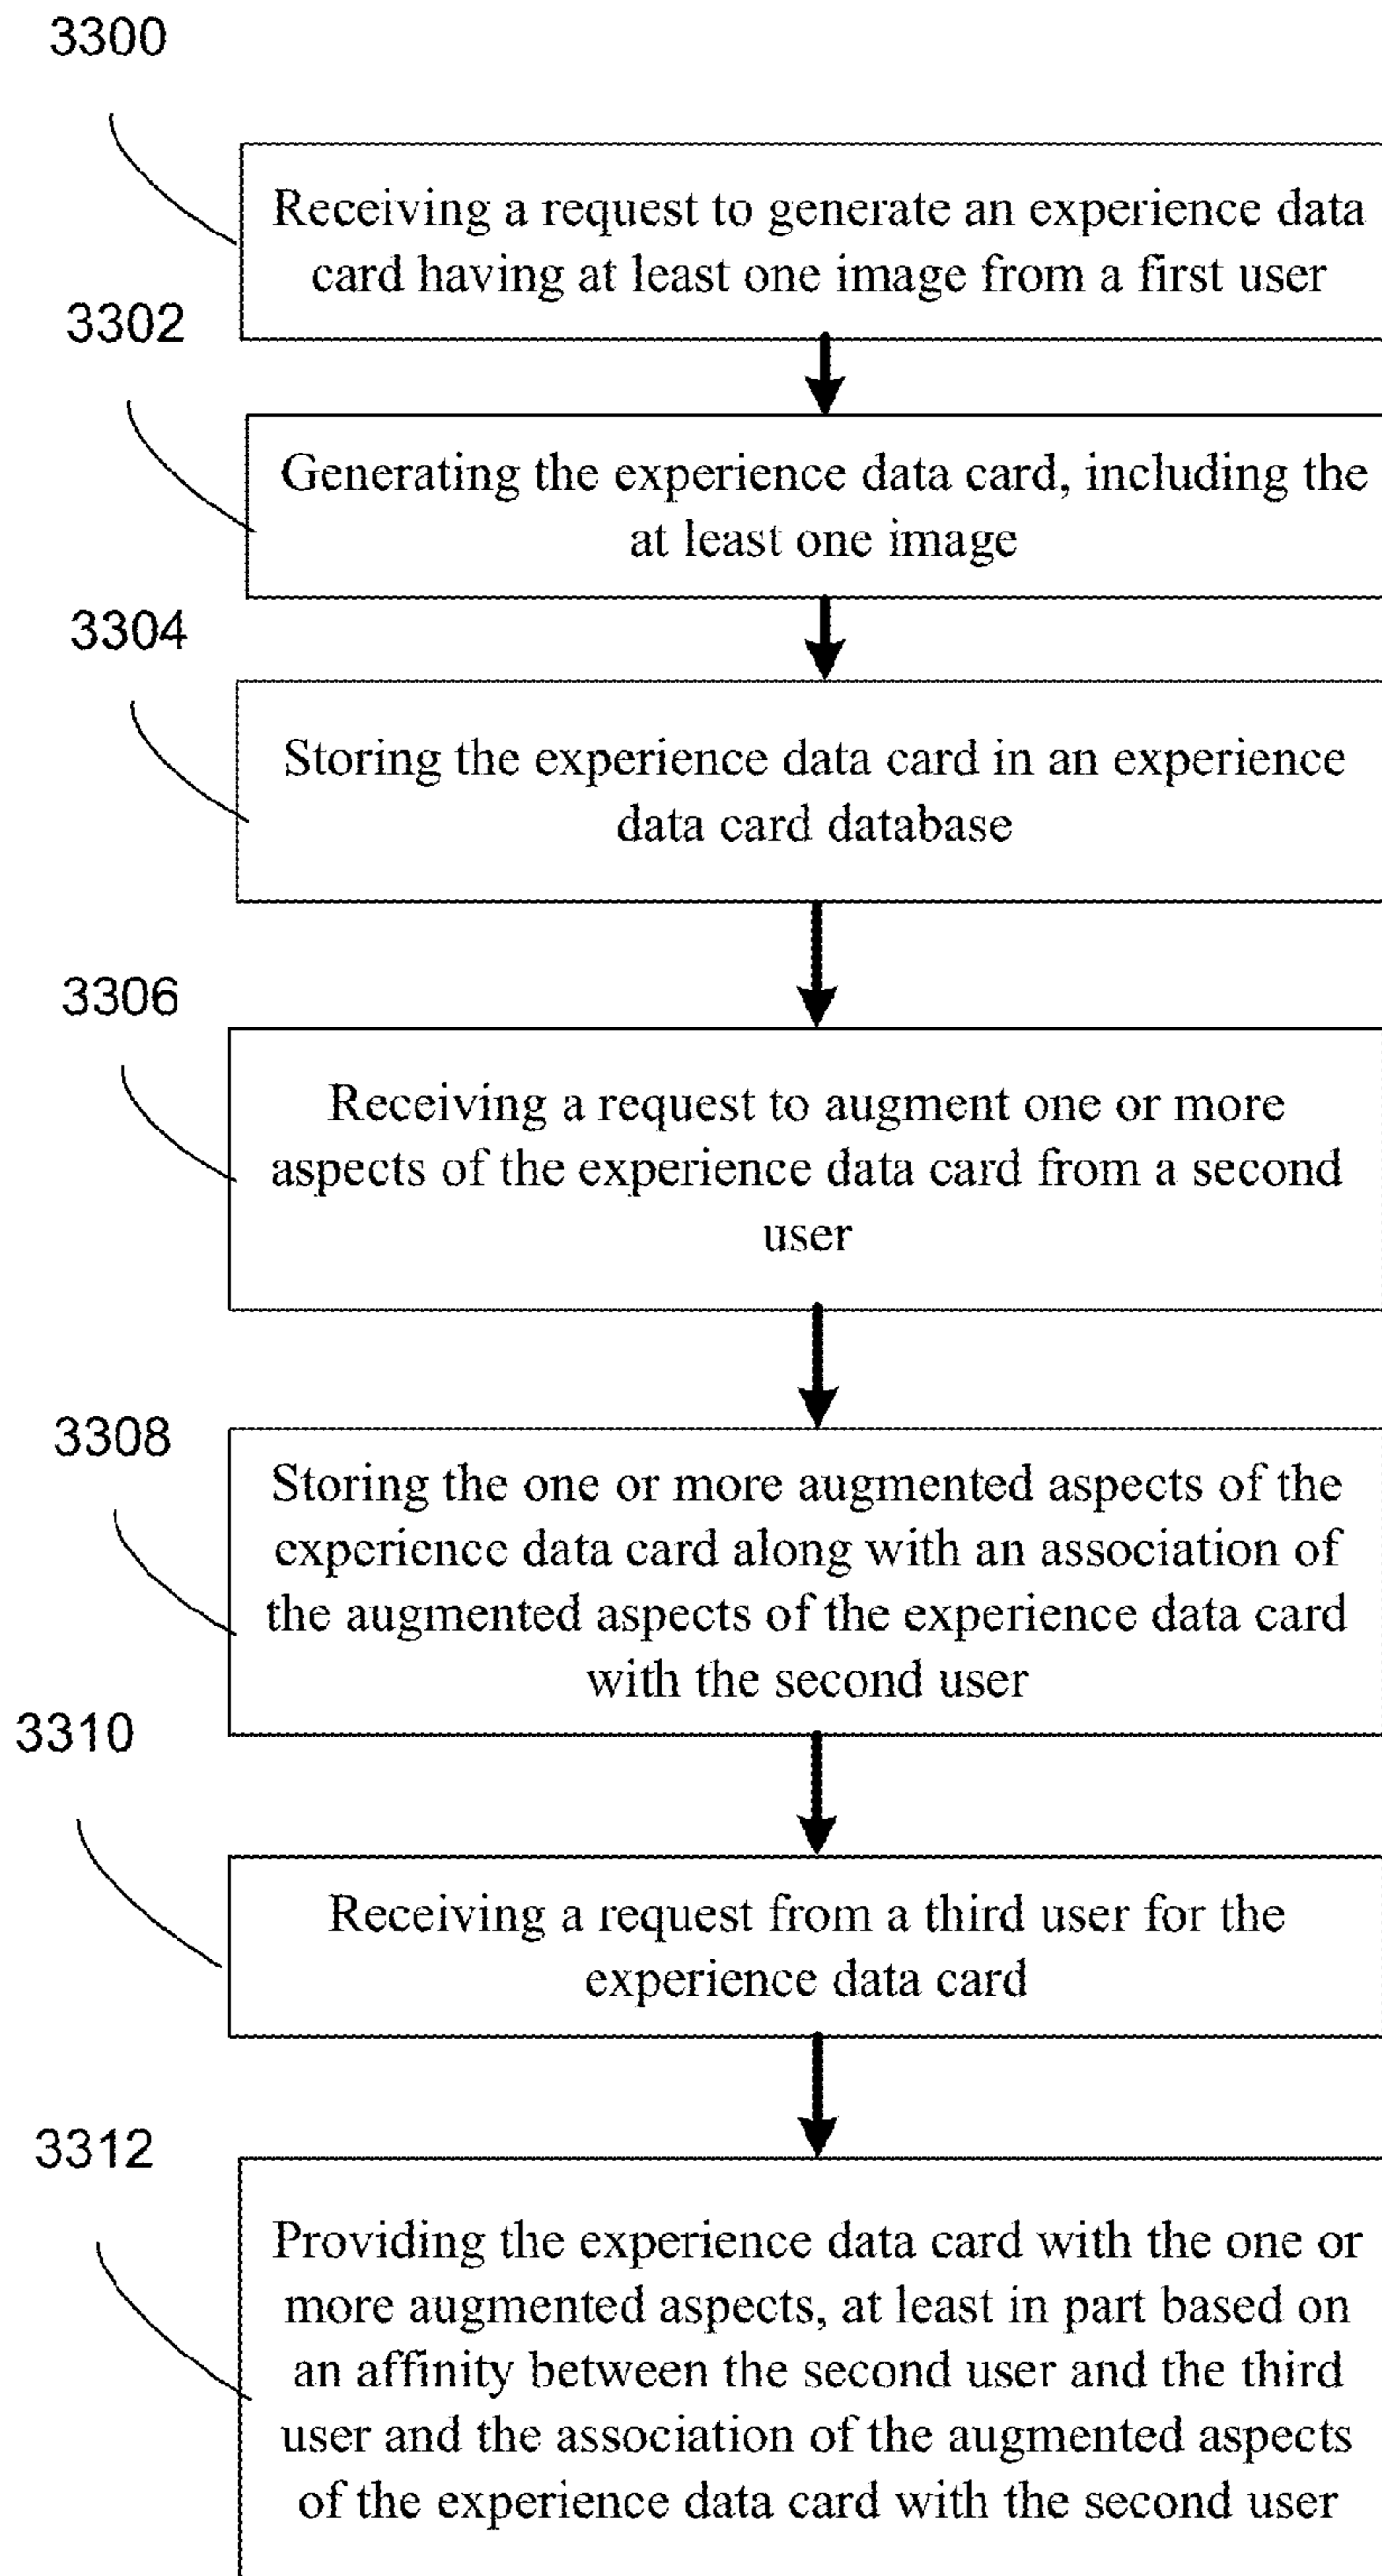 3300
Receiving a request to generate an experience data
card having at least one image from a first user
3302
Generating the experience data card, including the
at least one image
3304
Storing the experience data card in an experience
data card database
3306
Receiving a request to augment one or more
aspects of the experience data card from a second
user
3308
Storing the one or more augmented aspects of the
experience data card along with an association of
the augmented aspects of the experience data card
with the second user
3310
Receiving a request from a third user for the
experience data card
3312
Providing the experience data card with the one or
more augmented aspects, at least in part based on
an affinity between the second user and the third
user and the association of the augmented aspects
of the experience data card with the second user